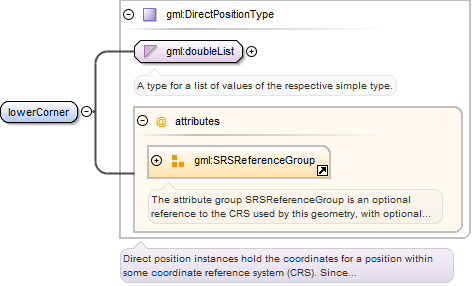 gml:DirectPositionType
gml:doubleList
A type for a list of values of the respective simple type.
lowerCorner
@ attributes
gml:SRSReferenceGroup
The attribute group SRSReferenceGroup is an optional
reference to the CRS used by this geometry, with optional...
Direct position instances hold the coordinates for a position within
some coordinate reference system (CRS). Since...